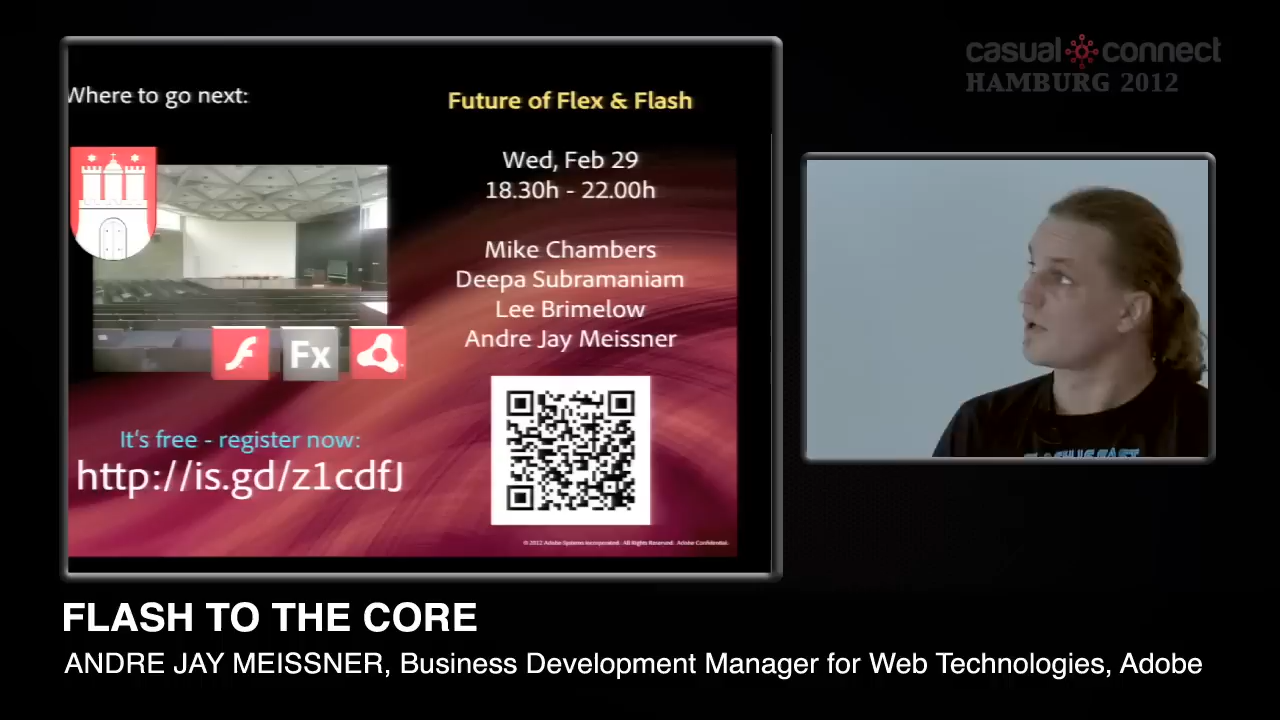 casual connect
HAMBURG 2012
Where to go next:
Future of Flex & Flash
Wed, Feb 29
18.30h - 22.00h
Mike Chambers
Deepa Subramaniam
Lee Brimelow
Andre Jay Meissner
Fx
It's free - register now:
http://is.gd/z1cdfJ
© 2012 Adobe Systems Incorporated. All Rights Reserved. Adobe Confidential.
FLASH IS FAST
FLASH TO THE CORE
ANDRE JAY MEISSNER, Business Development Manager for Web Technologies, Adobe